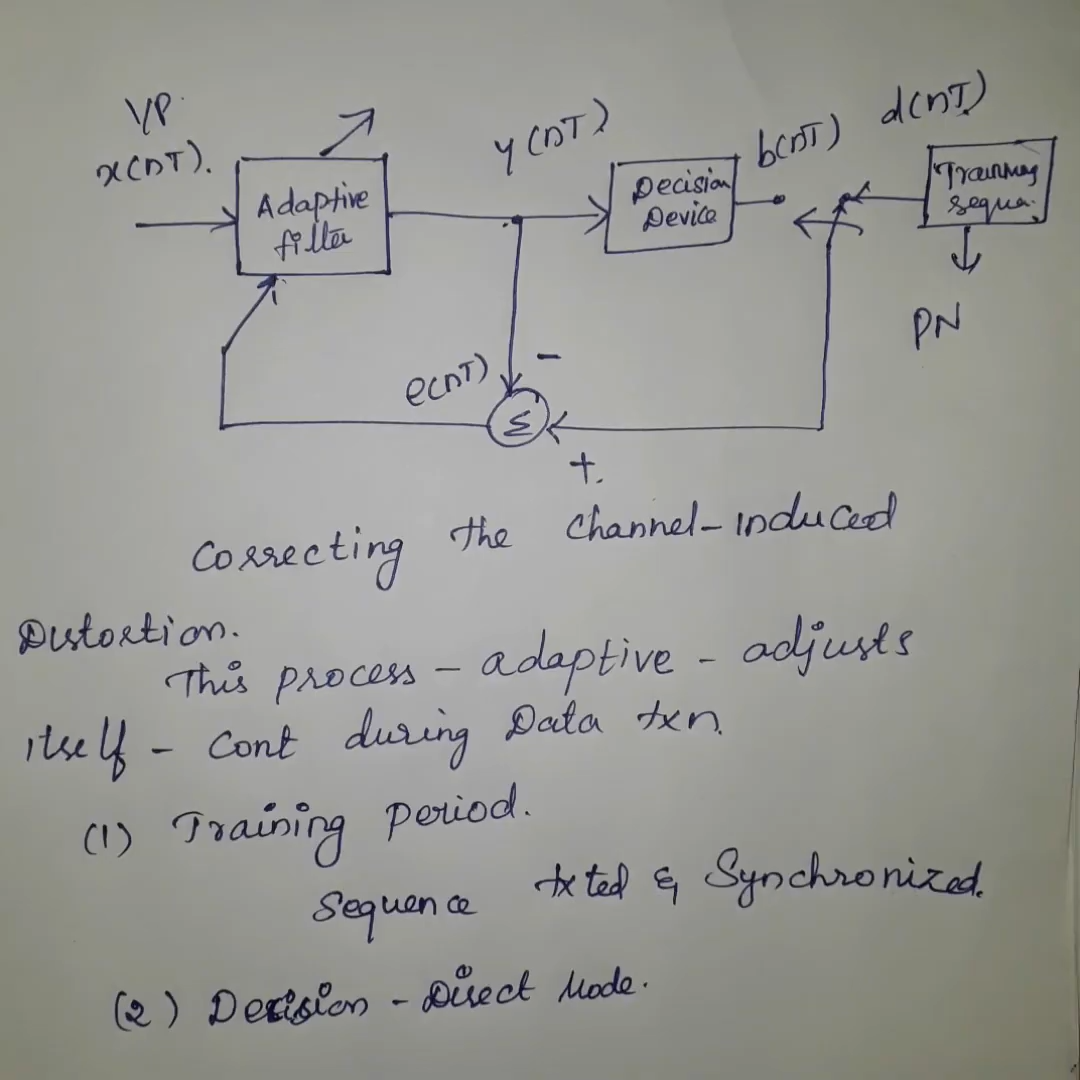 I/P.
x(nT).
Adaptive
filter
y(nT)
Decision
Device
b(nT)
d(nT)
Training
sequ.
PN
e(nT)
-
Σ
+.
Correcting the channel-induced
Distortion.
This process - adaptive - adjusts
itself - Cont during Data txn.
(1) Training period.
Sequence txted & Synchronized.
(2) Decision - Direct Mode.